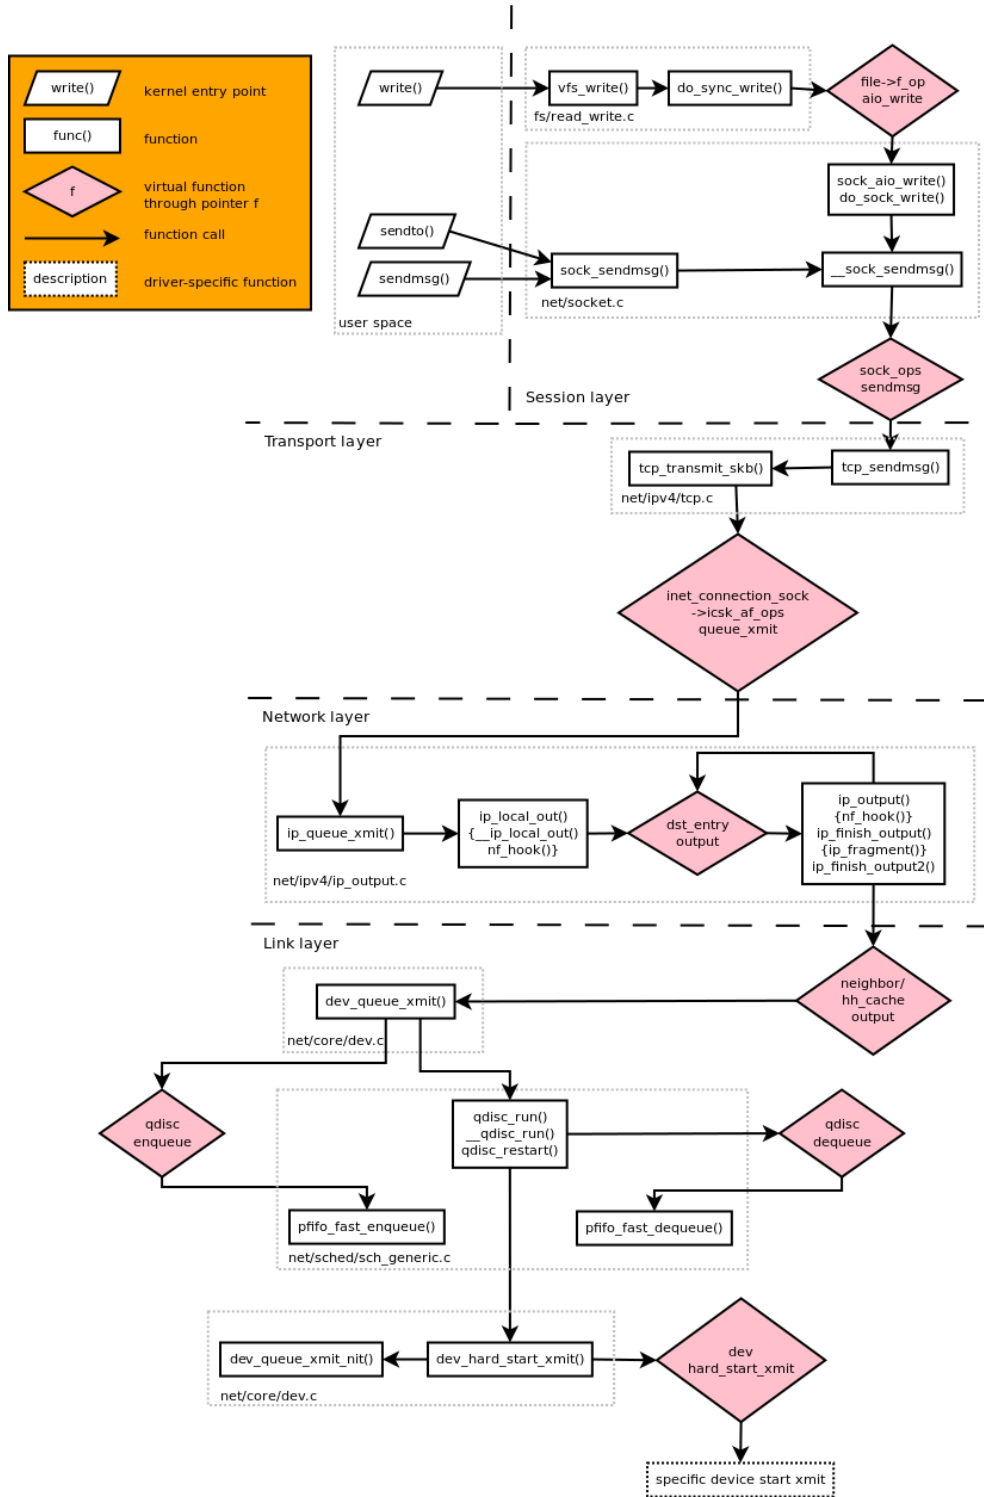 write()
kernel entry point
func()
function
f
virtual function
through pointer f
function call
description
driver-specific function
write()
vfs_write()
do_sync_write()
fs/read_write.c
file->f_op
aio_write
sock_aio_write()
do_sock_write()
sendto()
sendmsg()
user space
sock_sendmsg()
__sock_sendmsg()
net/socket.c
sock_ops
sendmsg
Session layer
Transport layer
tcp_transmit_skb()
tcp_sendmsg()
net/ipv4/tcp.c
inet_connection_sock
->icsk_af_ops
queue_xmit
Network layer
ip_queue_xmit()
ip_local_out()
{__ip_local_out()
nf_hook()}
dst_entry
output
ip_output()
{nf_hook()}
ip_finish_output()
{ip_fragment()}
ip_finish_output2()
net/ipv4/ip_output.c
Link layer
dev_queue_xmit()
net/core/dev.c
neighbor/
hh_cache
output
qdisc
enqueue
qdisc_run()
__qdisc_run()
qdisc_restart()
qdisc
dequeue
pfifo_fast_enqueue()
pfifo_fast_dequeue()
net/sched/sch_generic.c
dev_queue_xmit_nit()
dev_hard_start_xmit()
net/core/dev.c
dev
hard_start_xmit
specific device start xmit